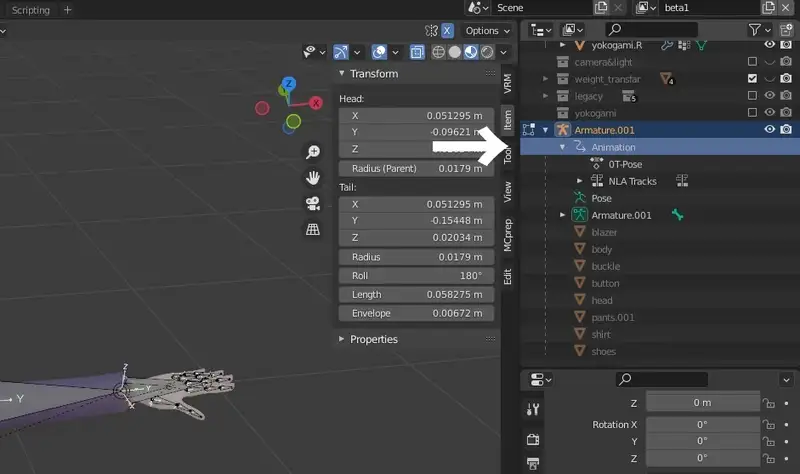 Scripting
+
Scene
beta1
X
Options
yokogami.R
camera&light
weight_transfar
4
legacy
5
yokogami
Armature.001
Animation
0T-Pose
NLA Tracks
Pose
Armature.001
blazer
body
buckle
button
head
pants.001
shirt
shoes
Transform
Head:
X 0.051295 m
Y -0.09621 m
Z
Radius (Parent) 0.0179 m
Tail:
X 0.051295 m
Y -0.15448 m
Z 0.02034 m
Radius 0.0179 m
Roll 180°
Length 0.058275 m
Envelope 0.00672 m
Properties
VRM
Item
Tool
View
MCprep
Edit
Z
X
Y
Z
Y
X
Z 0 m
Rotation X 0°
Y 0°
Z 0°